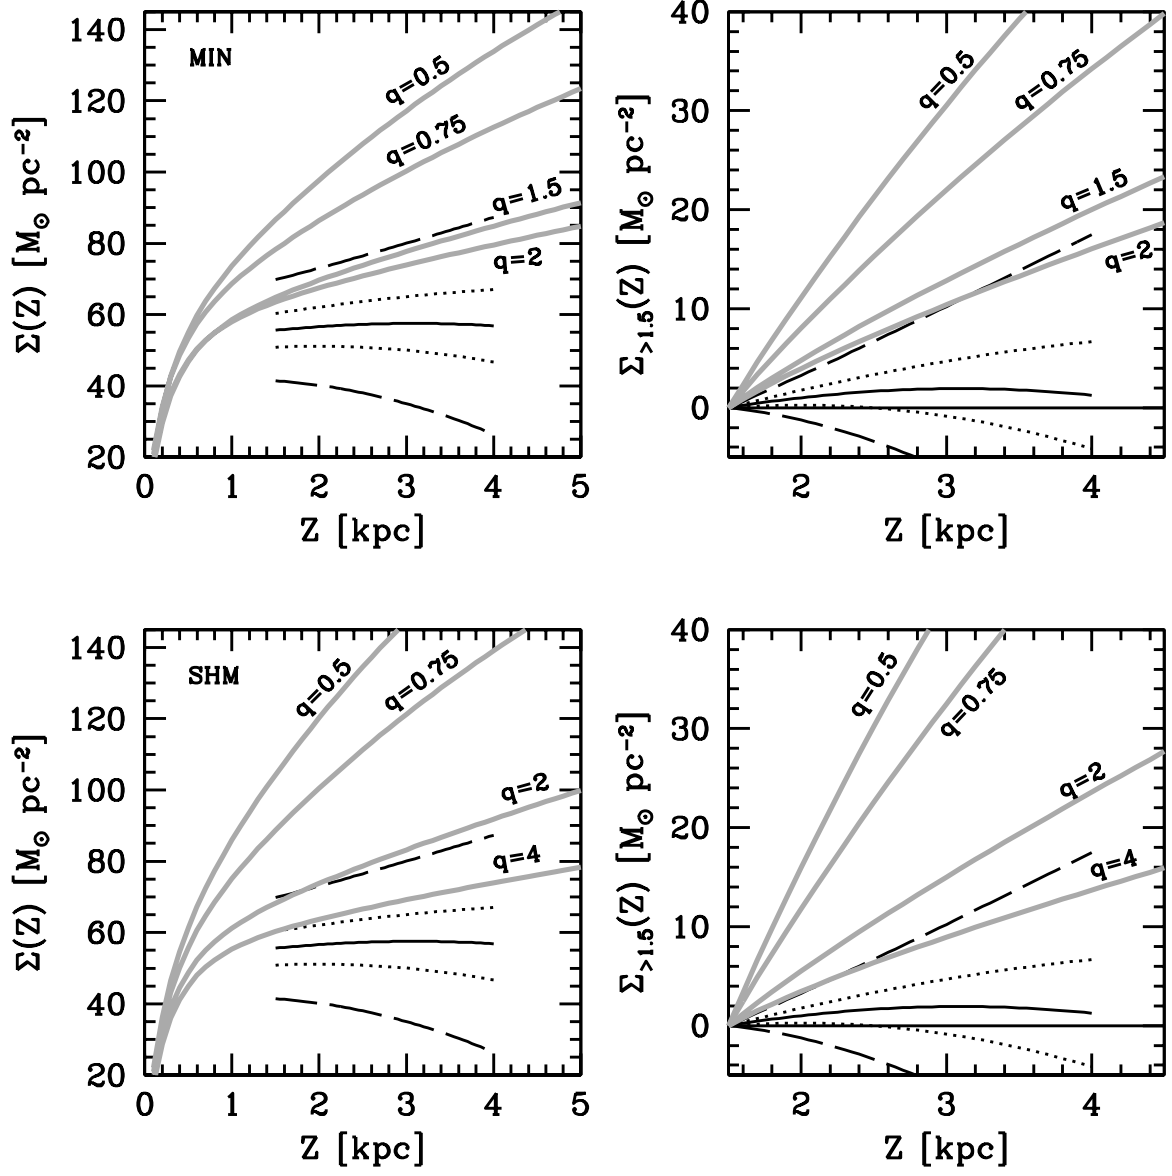 MIN
q=0.5
q=0.75
q=1.5
q=2
140
120
100
80
60
40
20
0 1 2 3 4 5
Z [kpc]
Σ(Z) [M⊙ pc⁻²]
q=0.5
q=0.75
q=1.5
q=2
40
30
20
10
0
2 3 4
Z [kpc]
Σ>1.5(Z) [M⊙ pc⁻²]
SHM
q=0.5
q=0.75
q=2
q=4
140
120
100
80
60
40
20
0 1 2 3 4 5
Z [kpc]
Σ(Z) [M⊙ pc⁻²]
q=0.5
q=0.75
q=2
q=4
40
30
20
10
0
2 3 4
Z [kpc]
Σ>1.5(Z) [M⊙ pc⁻²]